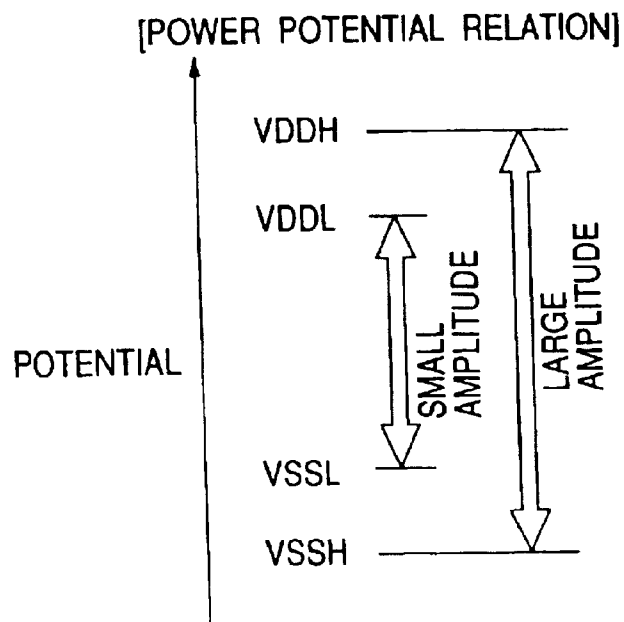 [POWER POTENTIAL RELATION]
VDDH
VDDL
POTENTIAL
SMALL
AMPLITUDE
LARGE
AMPLITUDE
VSSL
VSSH